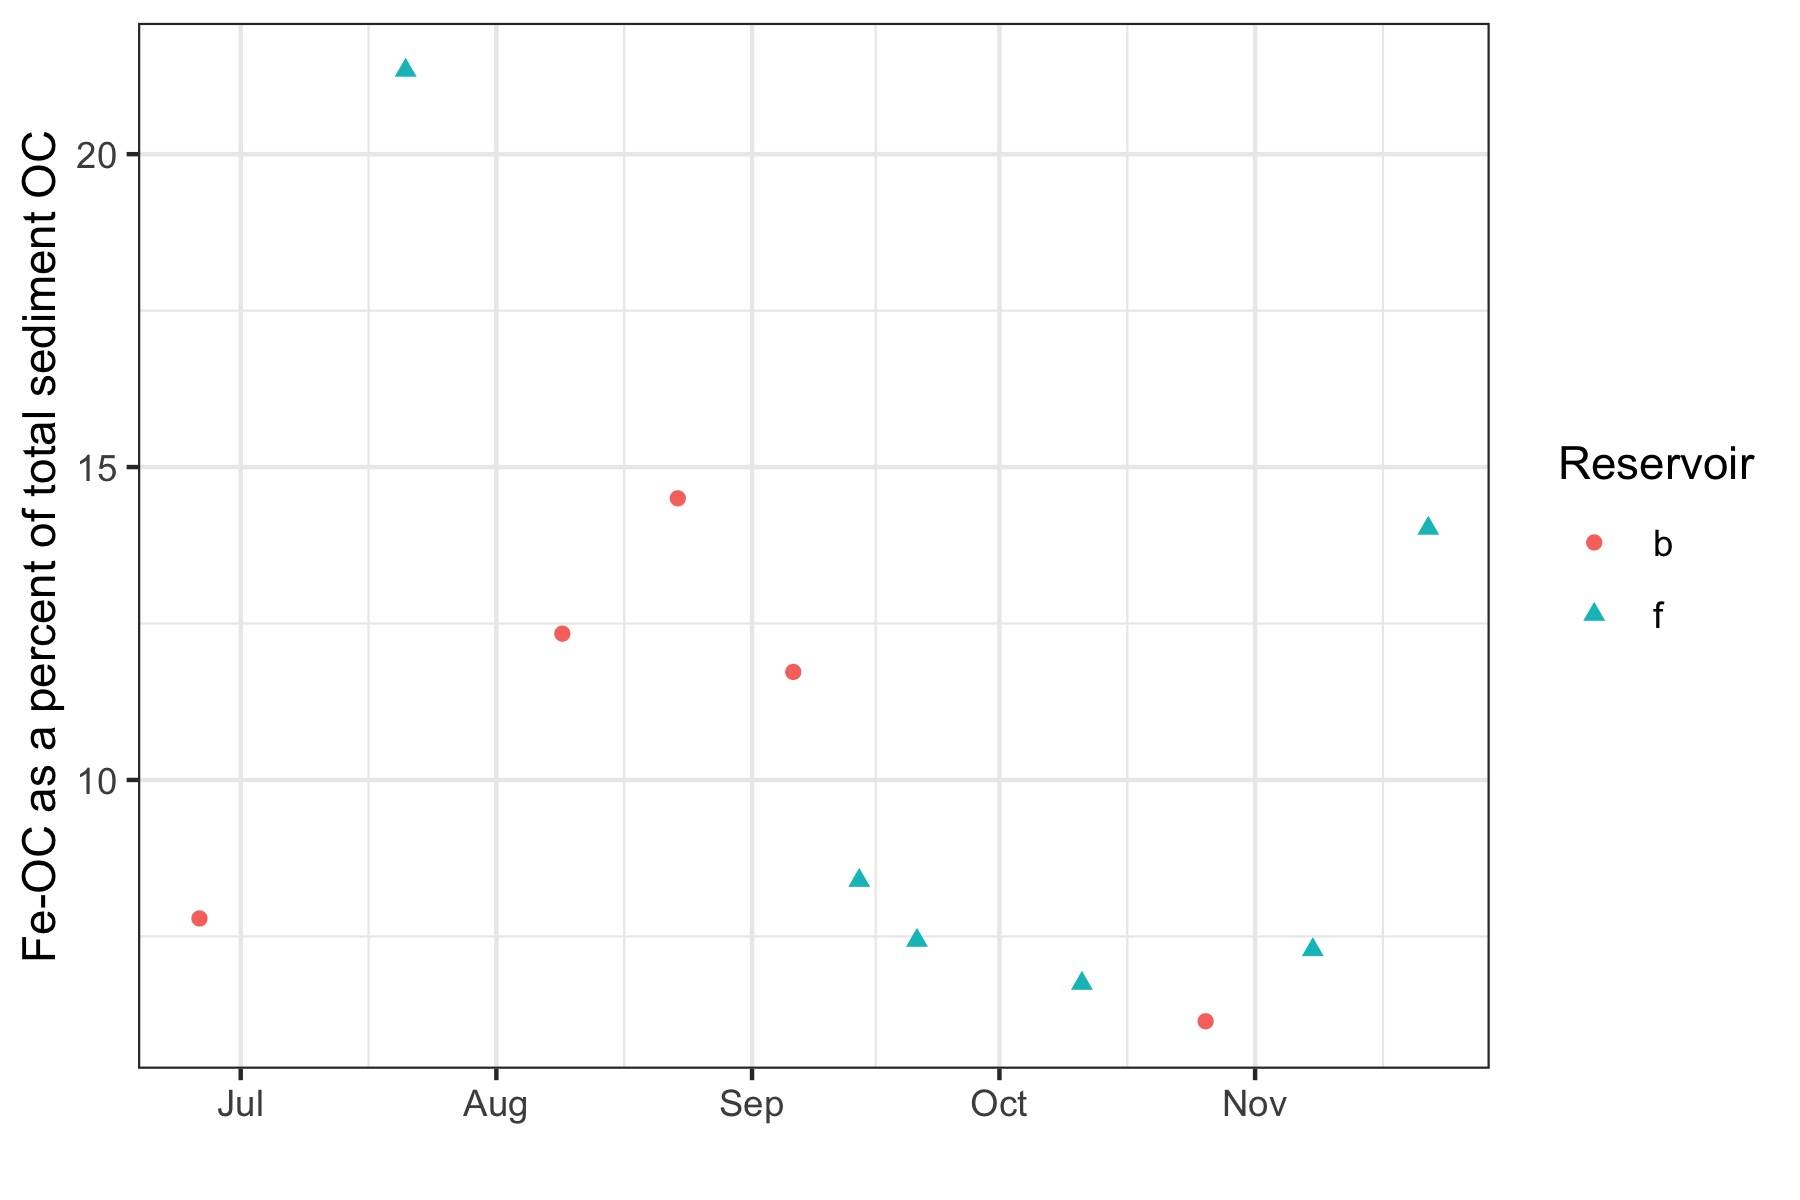 Fe-OC as a percent of total sediment OC
20
15
10
Jul Aug Sep Oct Nov
Reservoir
b
f